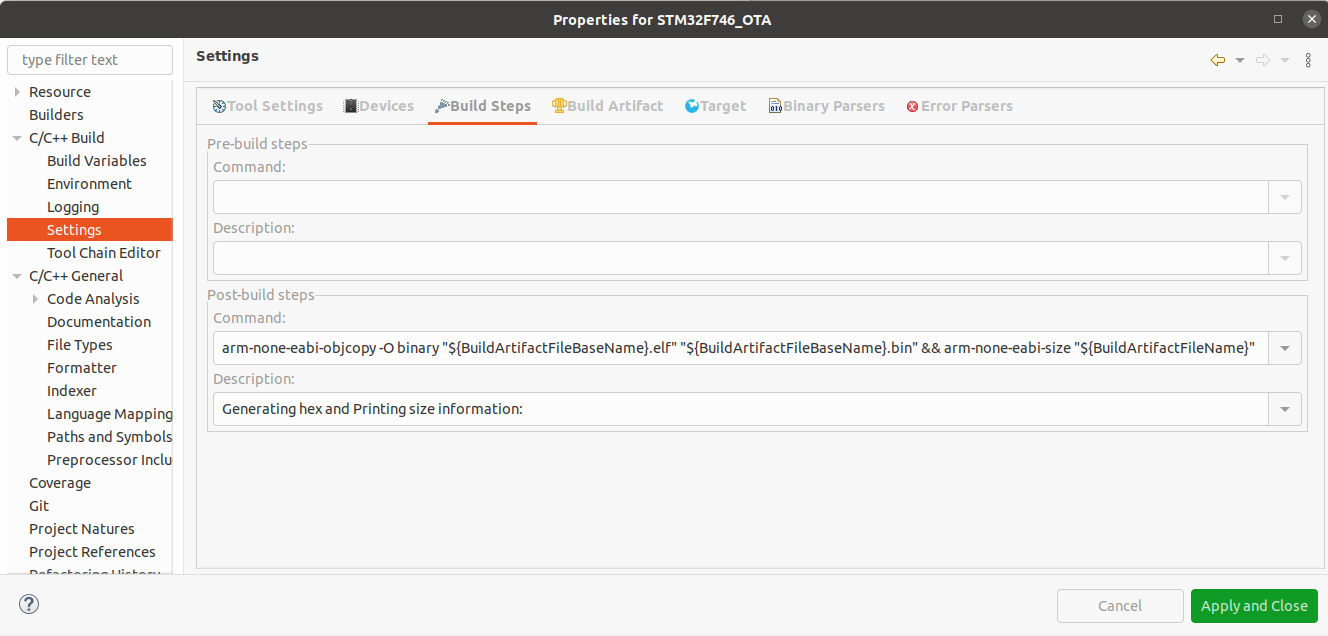 Properties for STM32F746_OTA
type filter text
Resource
Builders
C/C++ Build
Build Variables
Environment
Logging
Settings
Tool Chain Editor
C/C++ General
Code Analysis
Documentation
File Types
Formatter
Indexer
Language Mapping
Paths and Symbols
Preprocessor Inclu
Coverage
Git
Project Natures
Project References
Refactoring History
Settings
Tool Settings Devices Build Steps Build Artifact Target 010 Binary Parsers Error Parsers
Pre-build steps
Command:
Description:
Post-build steps
Command:
arm-none-eabi-objcopy -O binary "${BuildArtifactFileBaseName}.elf" "${BuildArtifactFileBaseName}.bin" && arm-none-eabi-size "${BuildArtifactFileName}"
Description:
Generating hex and Printing size information:
?
Cancel
Apply and Close